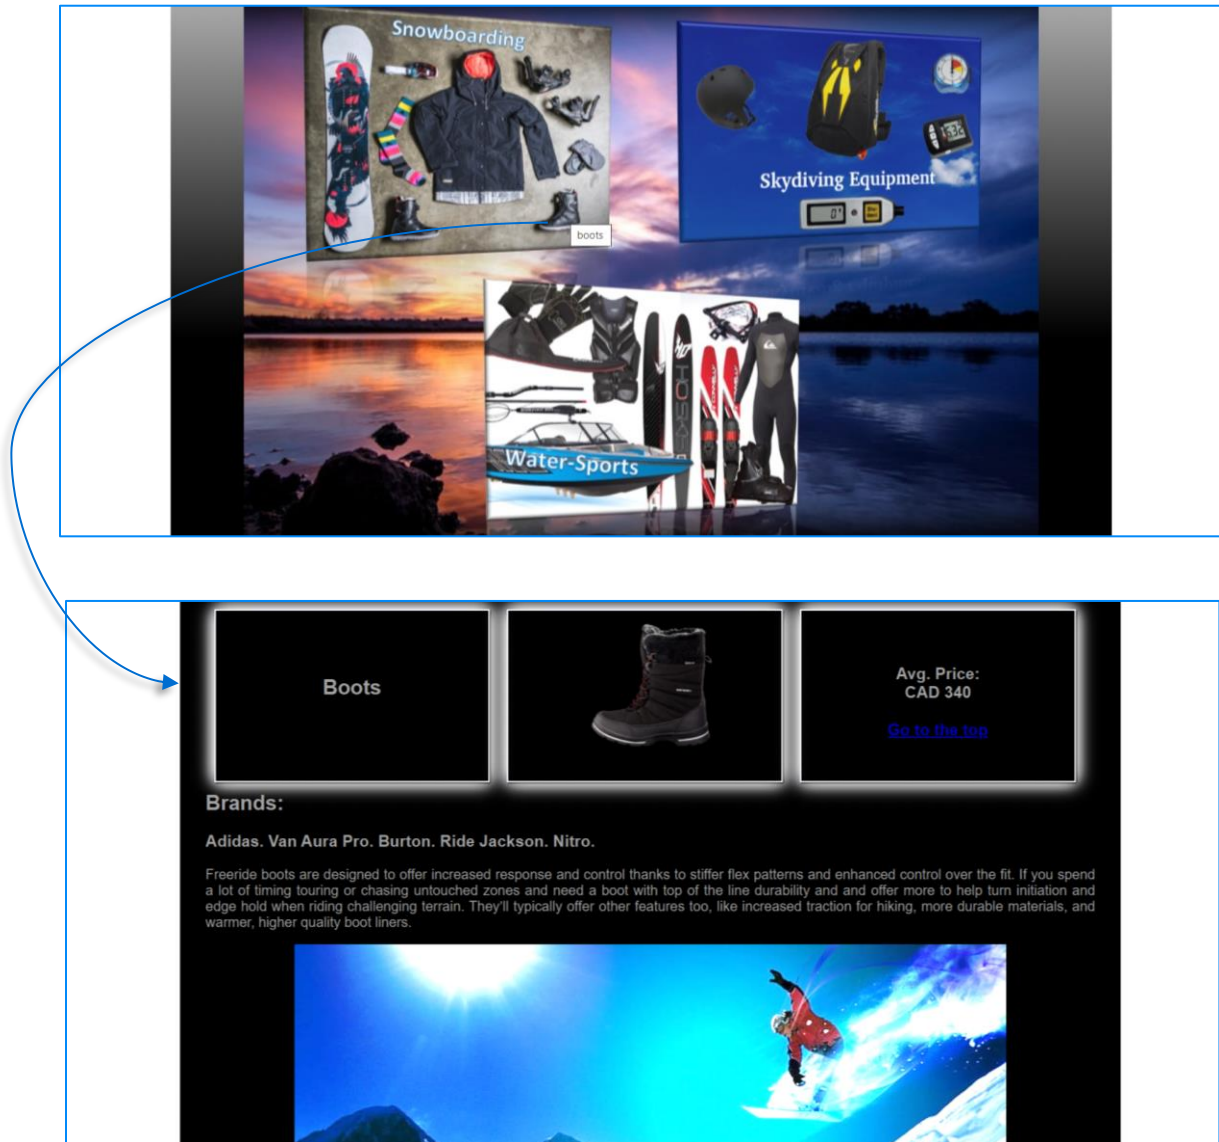 Snowboarding
boots
632
Skydiving Equipment
0°
HO SK
Water-Sports
Boots
Avg. Price:
CAD 340
Go to the top
Brands:
Adidas. Van Aura Pro. Burton. Ride Jackson. Nitro.
Freeride boots are designed to offer increased response and control thanks to stiffer flex patterns and enhanced control over the fit. If you spend
a lot of timing touring or chasing untouched zones and need a boot with top of the line durability and and offer more to help turn initiation and
edge hold when riding challenging terrain. They'll typically offer other features too, like increased traction for hiking, more durable materials, and
warmer, higher quality boot liners.